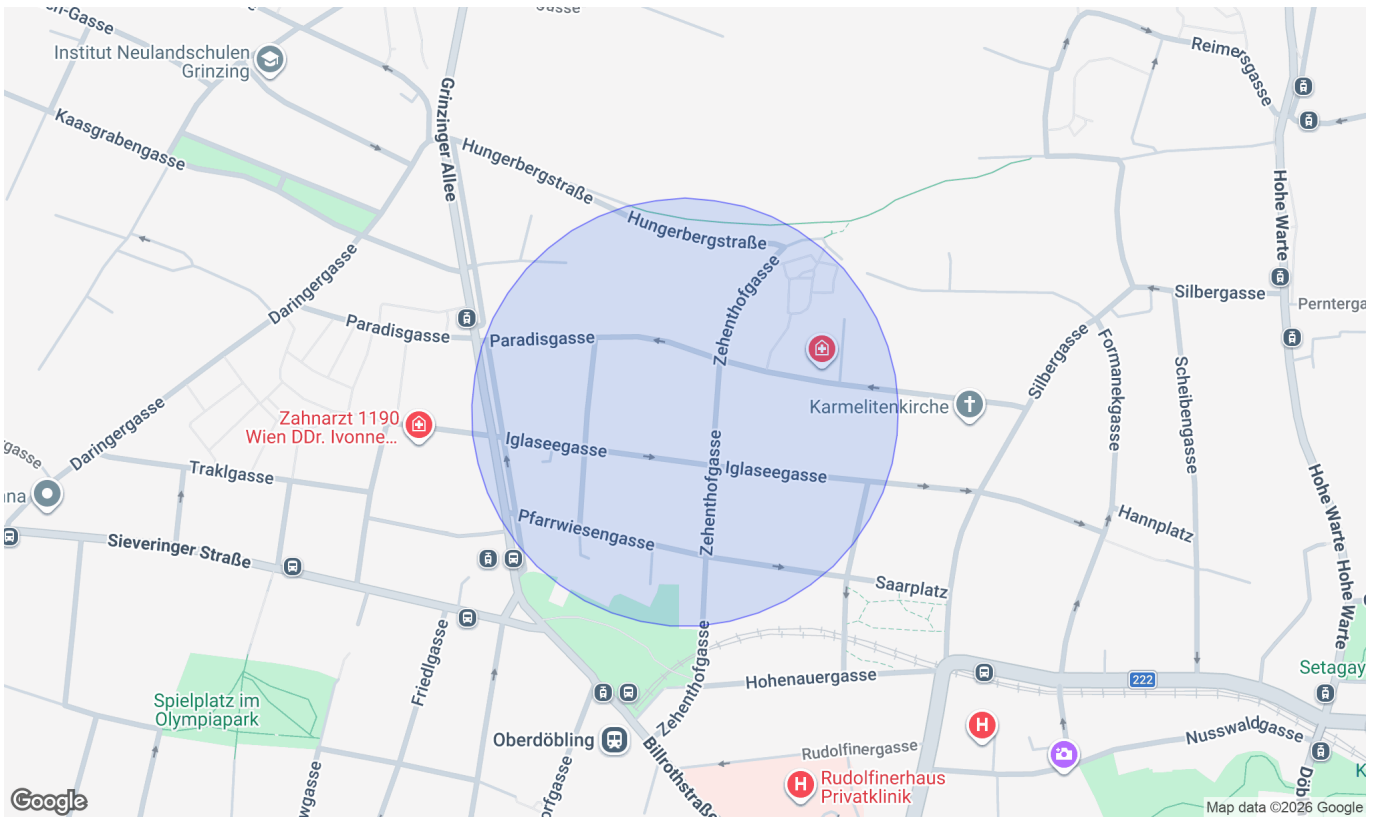 Institut Neulandschulen
Grinzing
Kaasgrabengasse
Grinzinger Allee
Hungerbergstraße
Hungerbergstraße
Reimersgasse
Hohe Warte
Silbergasse
Daringergasse
Paradisgasse
Paradisgasse
Zehenthofgasse
Silbergasse
Formanekgasse
Scheibengasse
Karmelitenkirche
Zahnarzt 1190
Wien DDr. Ivonne...
Daringergasse
Iglaseegasse
Iglaseegasse
Traklgasse
Zehenthofgasse
Hohe Warte
Hannplatz
Pfarrwiesengasse
Sieveringer Straße
Saarplatz
Hohe Warte
Friedlgasse
Zehenthofgasse
Hohenauergasse
222
Spielplatz im
Olympiapark
Oberdöbling
Billrothstraße
Rudolfinergasse
Nusswaldgasse
H
H
Rudolfinerhaus
Privatklinik
Google
Map data ©2026 Google